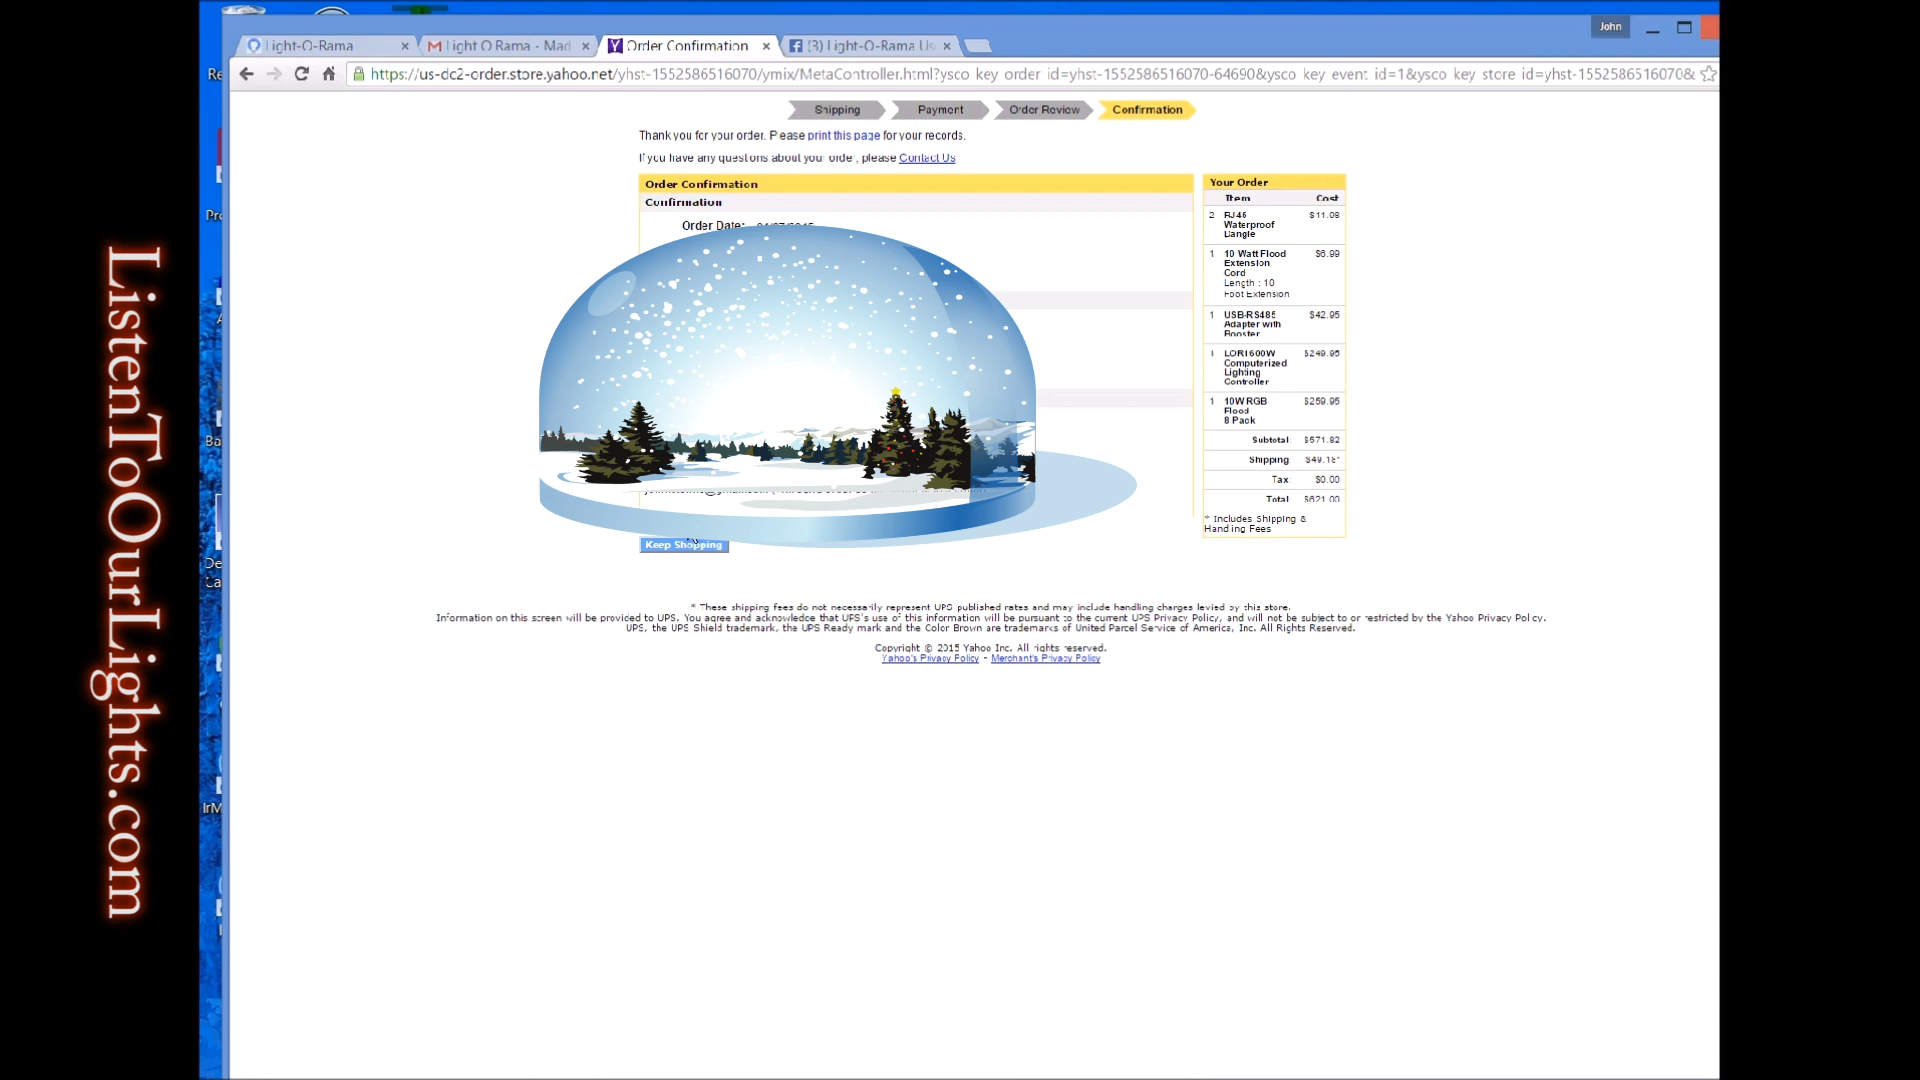 John
Light-O-Rama
Light O Rama - Mad
Order Confirmation
(3) Light-O-Rama Us
https://us-dc2-order.store.yahoo.net/yhst-1552586516070/ymix/MetaController.html?ysco_key_order_id=yhst-1552586516070-64690&ysco_key_event_id=1&ysco_key_store_id=yhst-1552586516070&
Shipping
Payment
Order Review
Confirmation
Thank you for your order. Please print this page for your records.
If you have any questions about your order, please Contact Us
Order Confirmation
Confirmation
Order Date:
Keep Shopping
Your Order
Item Cost
2 RJ45 $11.08
Waterproof
Dangle
1 10 Watt Flood $6.99
Extension
Cord
Length : 10
Foot Extension
1 USB-RS485 $42.95
Adapter with
Booster
1 LOR1600W $249.95
Computerized
Lighting
Controller
1 10W RGB $259.95
Flood
8 Pack
Subtotal: $571.92
Shipping:
Tax: $0.00
Total: $621.00
* Includes Shipping &
Handling Fees
* These shipping fees do not necessarily represent UPS published rates and may include handling charges levied by this store.
Information on this screen will be provided to UPS. You agree and acknowledge that UPS's use of this information will be pursuant to the current UPS Privacy Policy, and will not be subject to or restricted by the Yahoo Privacy Policy.
UPS, the UPS Shield trademark, the UPS Ready mark and the Color Brown are trademarks of United Parcel Service of America, Inc. All Rights Reserved.
Copyright © 2015 Yahoo Inc. All rights reserved.
Yahoo's Privacy Policy - Merchant's Privacy Policy
ListenToOurLights.com
Re
Pro
Ba
De
Ca
IrM